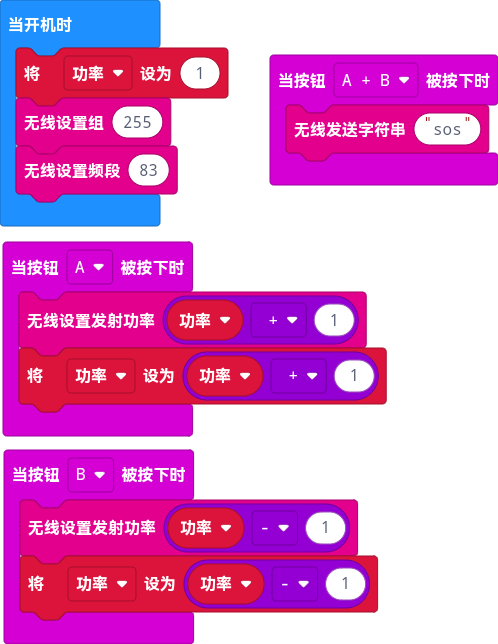 当开机时
将 功率 设为 1
无线设置组 255
无线设置频段 83
当按钮 A + B 被按下时
无线发送字符串 "sos"
当按钮 A 被按下时
无线设置发射功率 功率 + 1
将 功率 设为 功率 + 1
当按钮 B 被按下时
无线设置发射功率 功率 - 1
将 功率 设为 功率 - 1